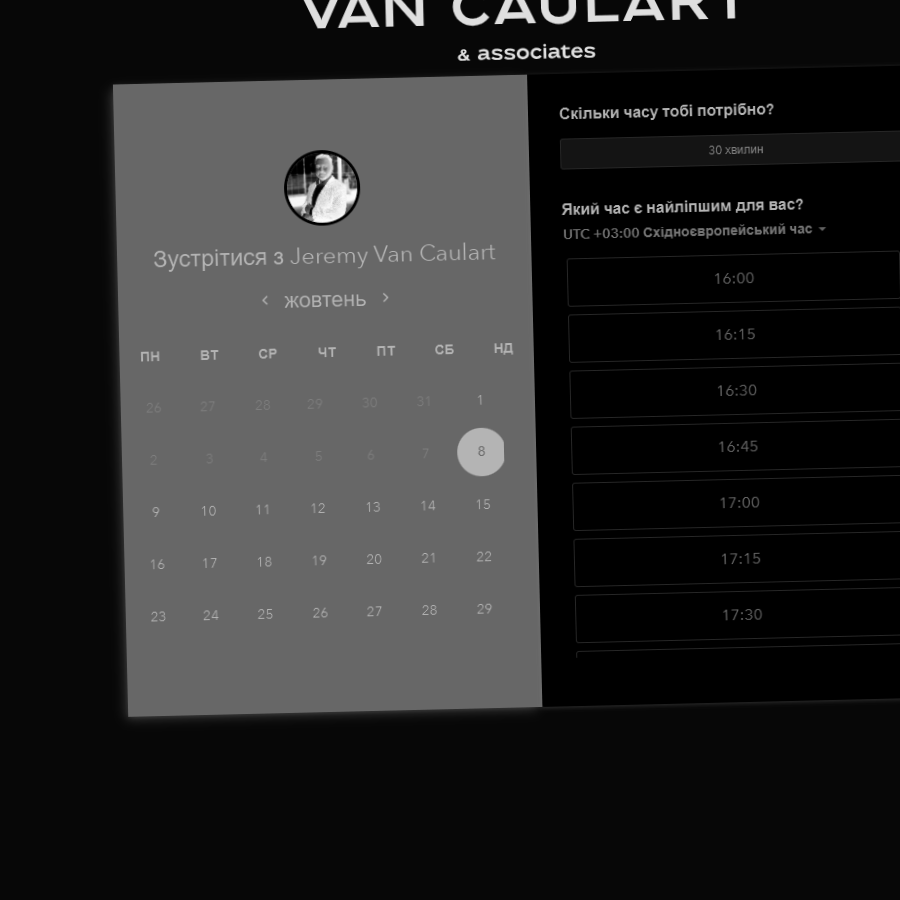 VAN CAULART
& associates
Зустрітися з Jeremy Van Caulart
жовтень
ПН ВТ СР ЧТ ПТ СБ НД
26 27 28 29 30 31 1
2 3 4 5 6 7 8
9 10 11 12 13 14 15
16 17 18 19 20 21 22
23 24 25 26 27 28 29
Скільки часу тобі потрібно?
30 хвилин
Який час є найліпшим для вас?
UTC +03:00 Східноєвропейський час
16:00
16:15
16:30
16:45
17:00
17:15
17:30